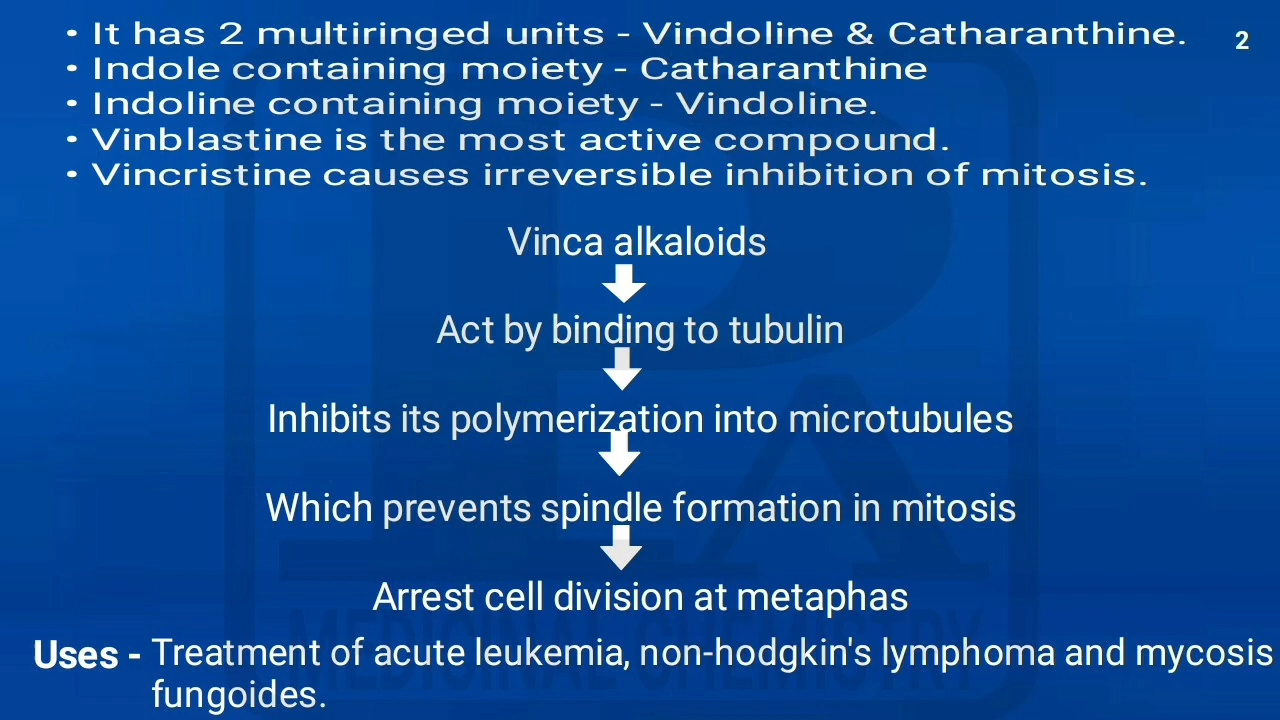 • It has 2 multiringed units - Vindoline & Catharanthine.
2
• Indole containing moiety - Catharanthine
• Indoline containing moiety - Vindoline.
• Vinblastine is the most active compound.
• Vincristine causes irreversible inhibition of mitosis.
Vinca alkaloids
Act by binding to tubulin
Inhibits its polymerization into microtubules
Which prevents spindle formation in mitosis
Arrest cell division at metaphas
Uses - Treatment of acute leukemia, non-hodgkin's lymphoma and mycosis
fungoides.
MEDICINAL CHEMISTRY